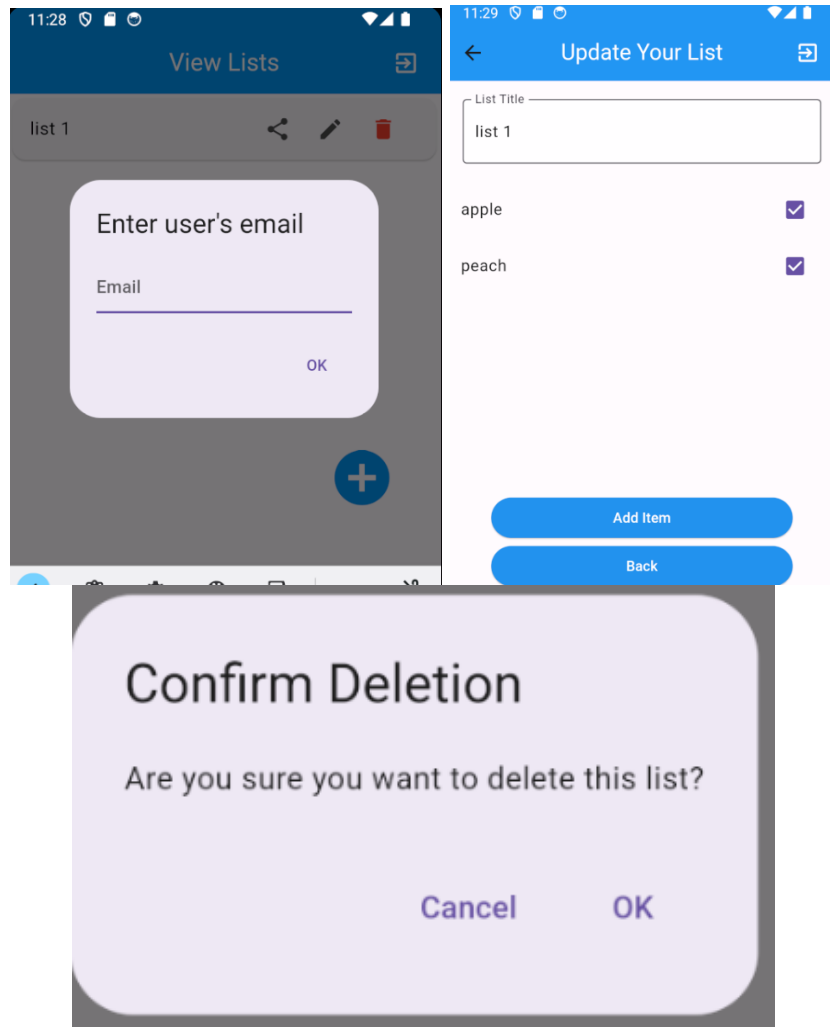 11:28
View Lists
list 1
Enter user's email
Email
OK
11:29
Update Your List
List Title
list 1
apple
peach
Add Item
Back
Confirm Deletion
Are you sure you want to delete this list?
Cancel OK